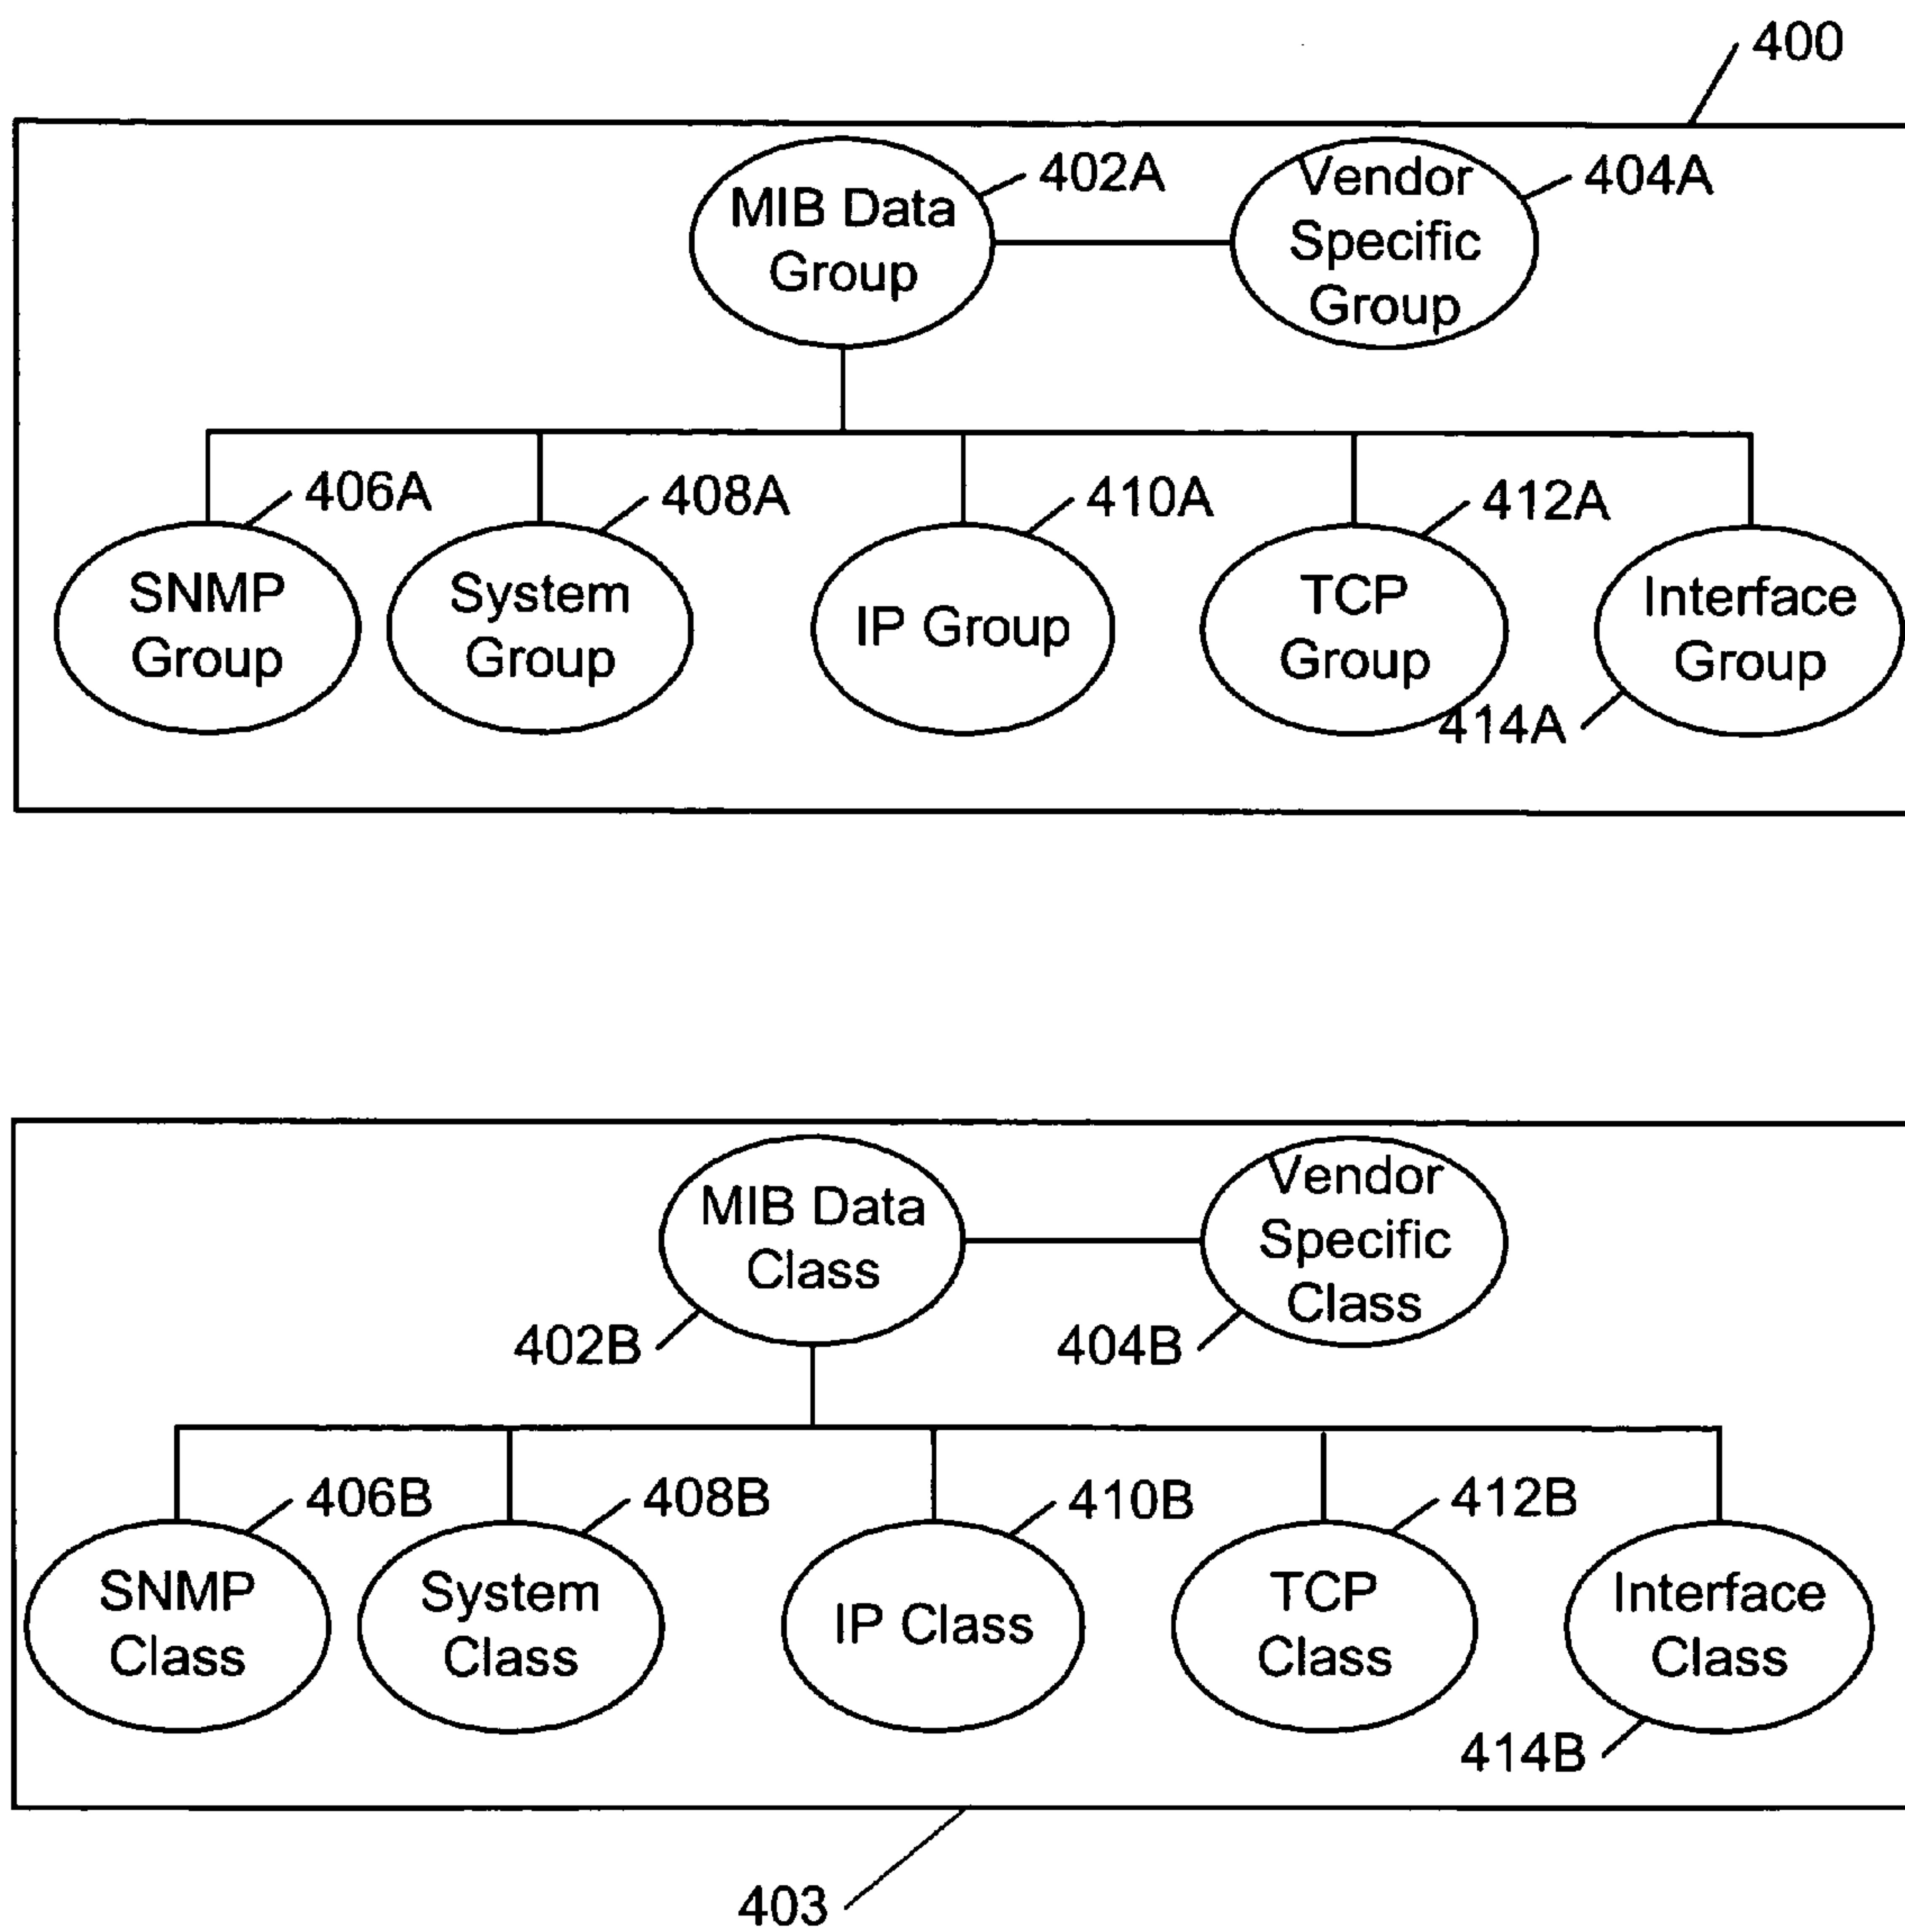 400
402A
404A
MIB Data
Group
Vendor
Specific
Group
406A
408A
410A
412A
SNMP
Group
System
Group
IP Group
TCP
Group
Interface
Group
414A
MIB Data
Class
Vendor
Specific
Class
402B
404B
406B
408B
410B
412B
SNMP
Class
System
Class
IP Class
TCP
Class
Interface
Class
414B
403